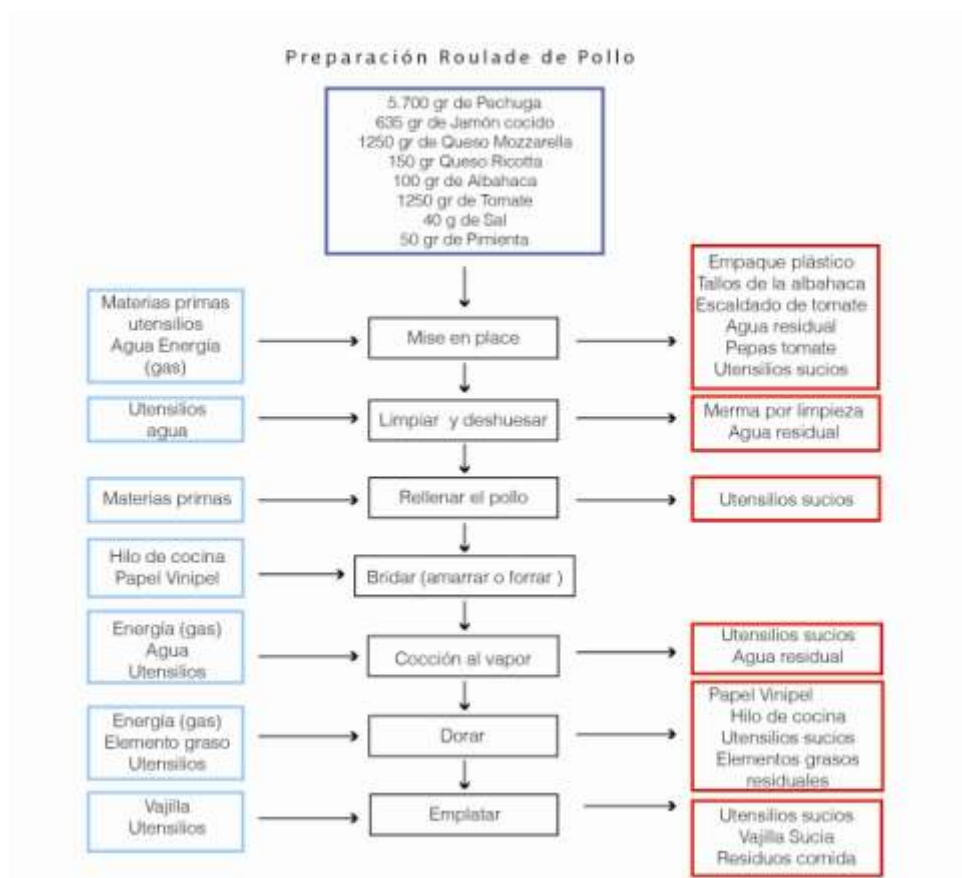 Preparación Roulade de Pollo
5.700 gr de Pechuga
635 gr de Jamón cocido
1250 gr de Queso Mozzarella
150 gr Queso Ricotta
100 gr de Albahaca
1250 gr de Tomate
40 g de Sal
50 gr de Pimienta
Materias primas
utensilios
Agua Energía
(gas)
Mise en place
Empaque plástico
Tallos de la albahaca
Escaldado de tomate
Agua residual
Pepas tomate
Utensilios sucios
Utensilios
agua
Limpiar y deshuesar
Merma por limpieza
Agua residual
Materias primas
Rellenar el pollo
Utensilios sucios
Hilo de cocina
Papel Vinipel
Bridar (amarrar o forrar )
Energía (gas)
Agua
Utensilios
Cocción al vapor
Utensilios sucios
Agua residual
Energía (gas)
Elemento graso
Utensilios
Dorar
Papel Vinipel
Hilo de cocina
Utensilios sucios
Elementos grasos
residuales
Vajilla
Utensilios
Emplatar
Utensilios sucios
Vajilla Sucia
Residuos comida